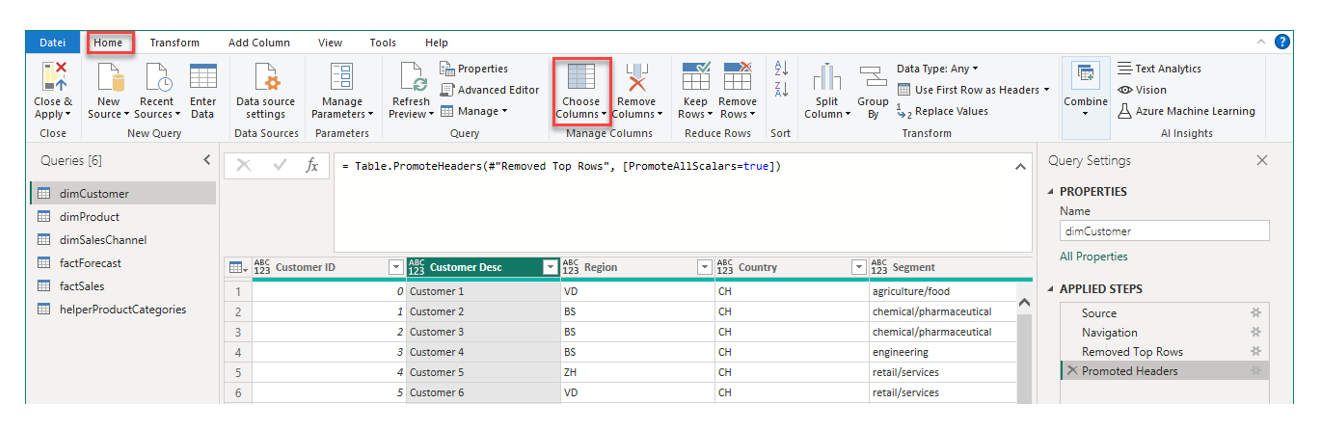 Datei Home Transform Add Column View Tools Help
Close & Apply
New Source
Recent Sources
Enter Data
Data source settings
Manage Parameters
Refresh Preview
Properties
Advanced Editor
Manage
Choose Columns
Remove Columns
Keep Rows
Remove Rows
A
Z
Z
A
Split Column
Group By
Data Type: Any
Use First Row as Headers
1
2 Replace Values
Combine
Text Analytics
Vision
Azure Machine Learning
?
Close New Query Data Sources Parameters Query Manage Columns Reduce Rows Sort Transform AI Insights
Queries [6]
dimCustomer
dimProduct
dimSalesChannel
factForecast
factSales
helperProductCategories
fx = Table.PromoteHeaders(#"Removed Top Rows", [PromoteAllScalars=true])
ABC 123 Customer ID ABC 123 Customer Desc ABC 123 Region ABC 123 Country ABC 123 Segment
1 0 Customer 1 VD CH agriculture/food
2 1 Customer 2 BS CH chemical/pharmaceutical
3 2 Customer 3 BS CH chemical/pharmaceutical
4 3 Customer 4 BS CH engineering
5 4 Customer 5 ZH CH retail/services
6 5 Customer 6 VD CH retail/services
Query Settings
PROPERTIES
Name
dimCustomer
All Properties
APPLIED STEPS
Source
Navigation
Removed Top Rows
Promoted Headers